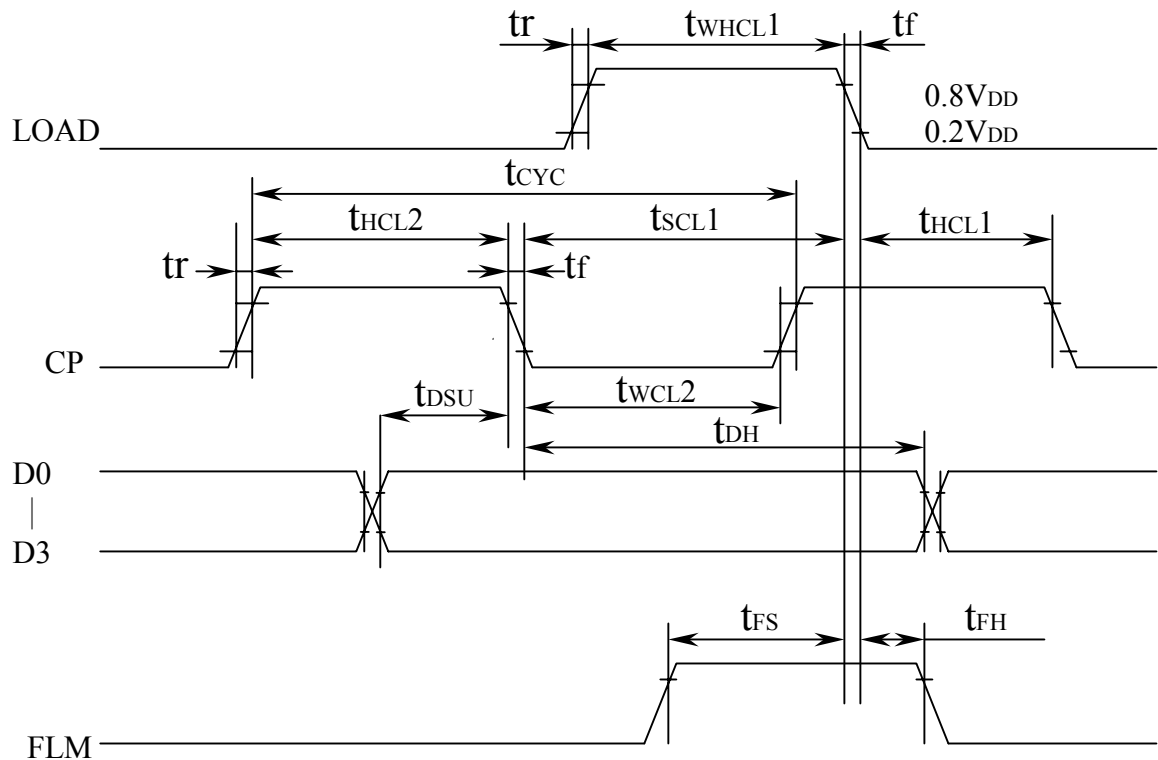 tr tWHCL1 tf
0.8VDD
LOAD 0.2VDD
tCYC
tHCL2 tSCL1 tHCL1
tr tf
CP
tDSU tWCL2
tDH
D0
|
D3
tFS tFH
FLM